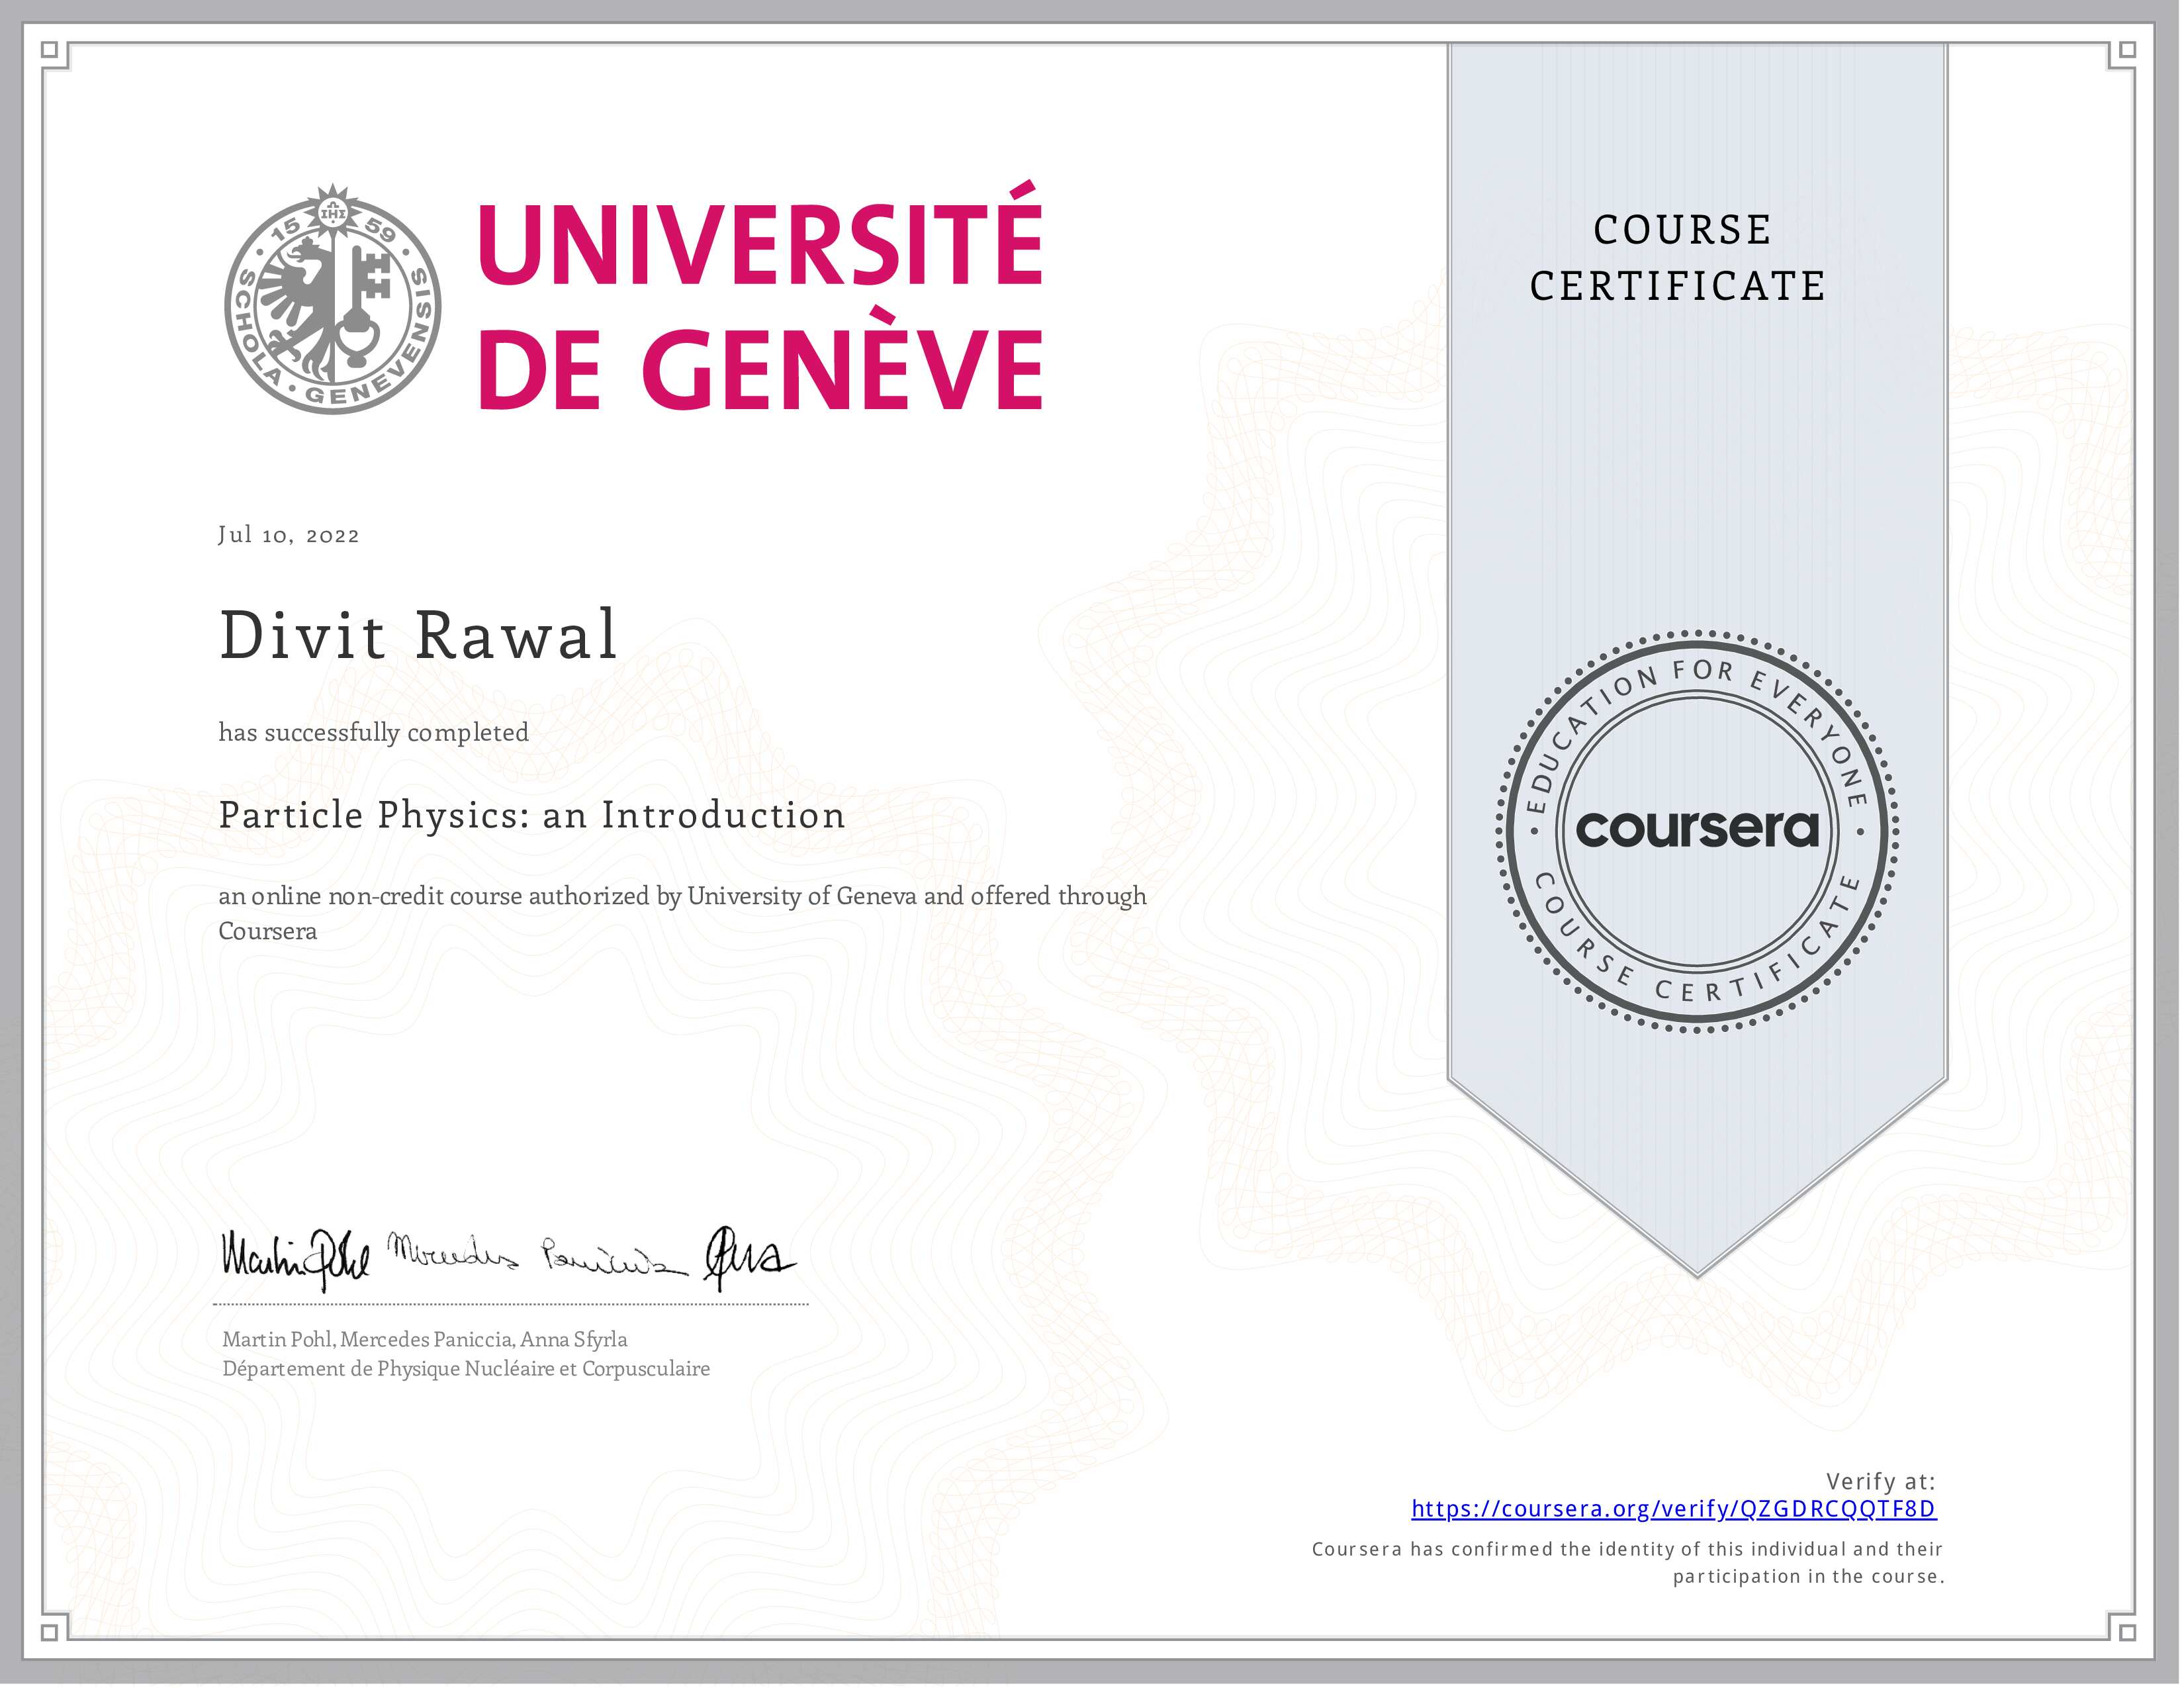 UNIVERSITÉ
DE GENÈVE
15 59
SCHOLA · GENEVENSIS
IHI
COURSE
CERTIFICATE
Jul 10, 2022
Divit Rawal
has successfully completed
Particle Physics: an Introduction
an online non-credit course authorized by University of Geneva and offered through
Coursera
EDUCATION FOR EVERYONE
coursera
COURSE CERTIFICATE
Martin Pohl Mercedes Paniccia
Martin Pohl, Mercedes Paniccia, Anna Sfyrla
Département de Physique Nucléaire et Corpusculaire
Verify at:
https://coursera.org/verify/QZGDRCQQTF8D
Coursera has confirmed the identity of this individual and their
participation in the course.